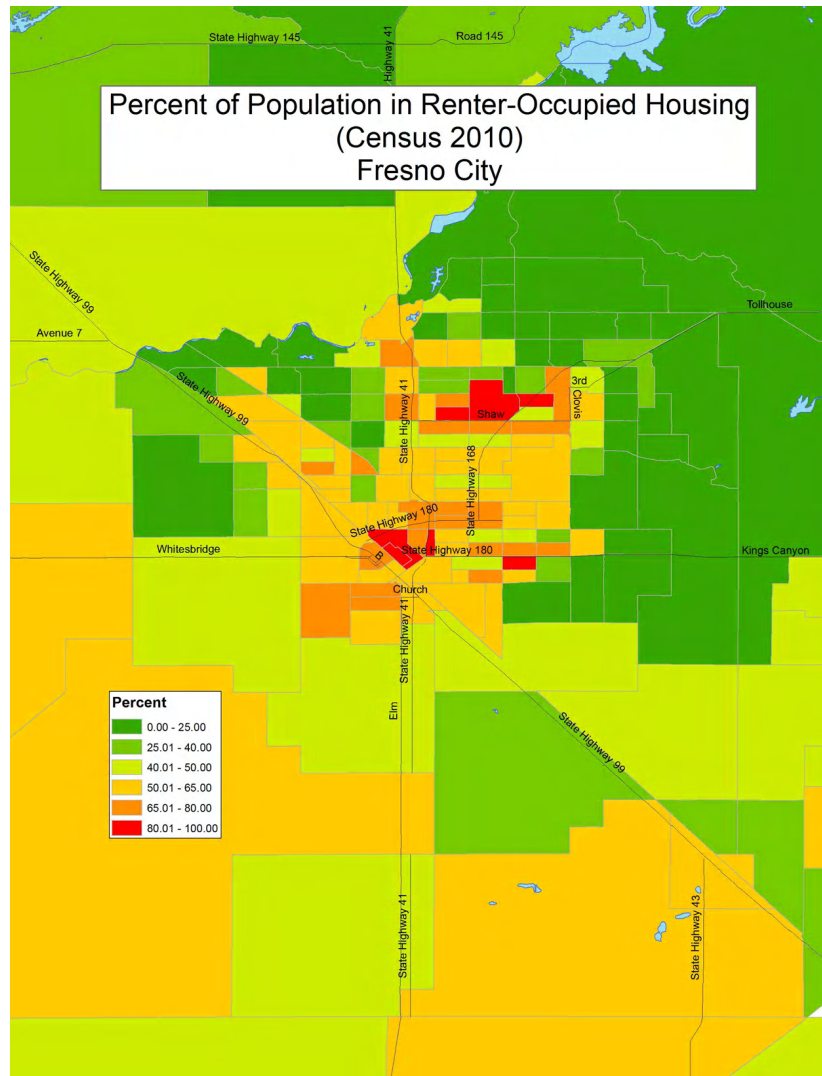 State Highway 145
Highway 41
Road 145
Percent of Population in Renter-Occupied Housing
(Census 2010)
Fresno City
State Highway 99
Avenue 7
Tollhouse
State Highway 99
State Highway 41
3rd
Clovis
Shaw
State Highway 168
State Highway 180
Whitesbridge
B
State Highway 180
Kings Canyon
Church
State Highway 41
Elm
State Highway 99
Percent
0.00 - 25.00
25.01 - 40.00
40.01 - 50.00
50.01 - 65.00
65.01 - 80.00
80.01 - 100.00
State Highway 41
State Highway 43